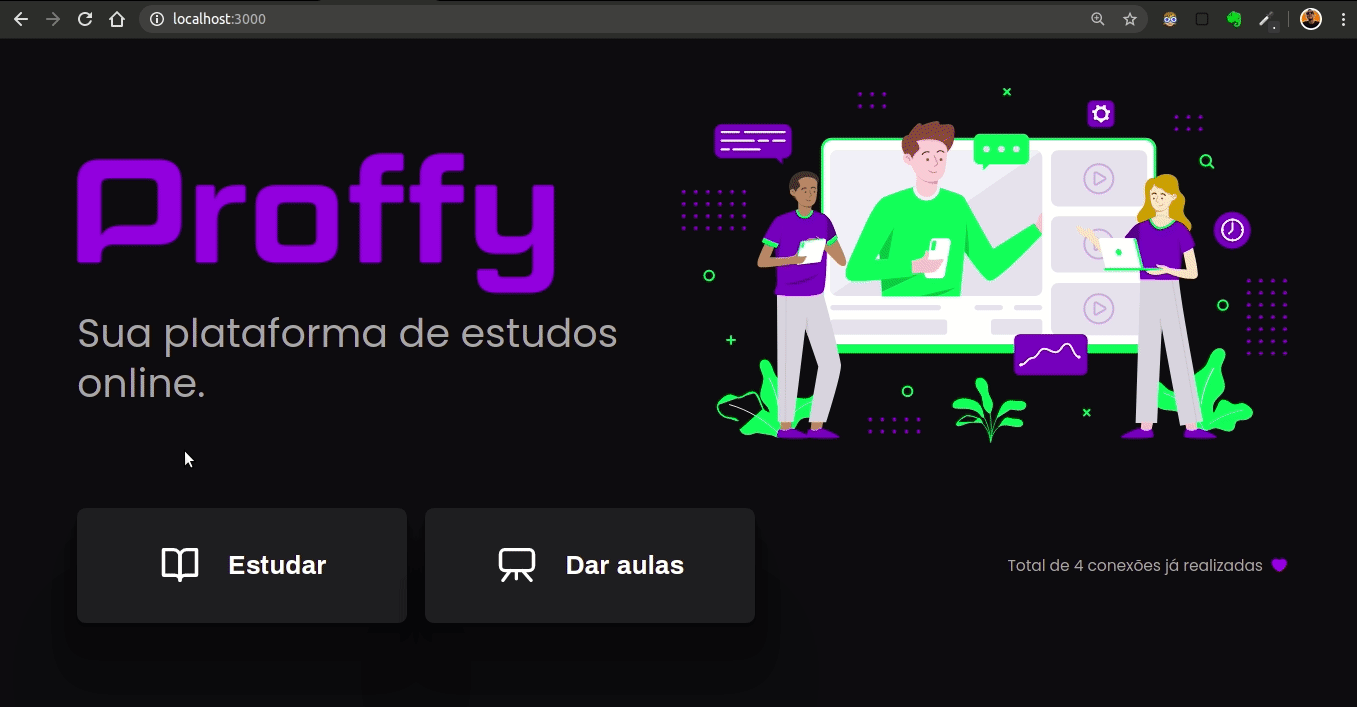 localhost:3000
Proffy
Sua plataforma de estudos
online.
Estudar
Dar aulas
Total de 4 conexões já realizadas